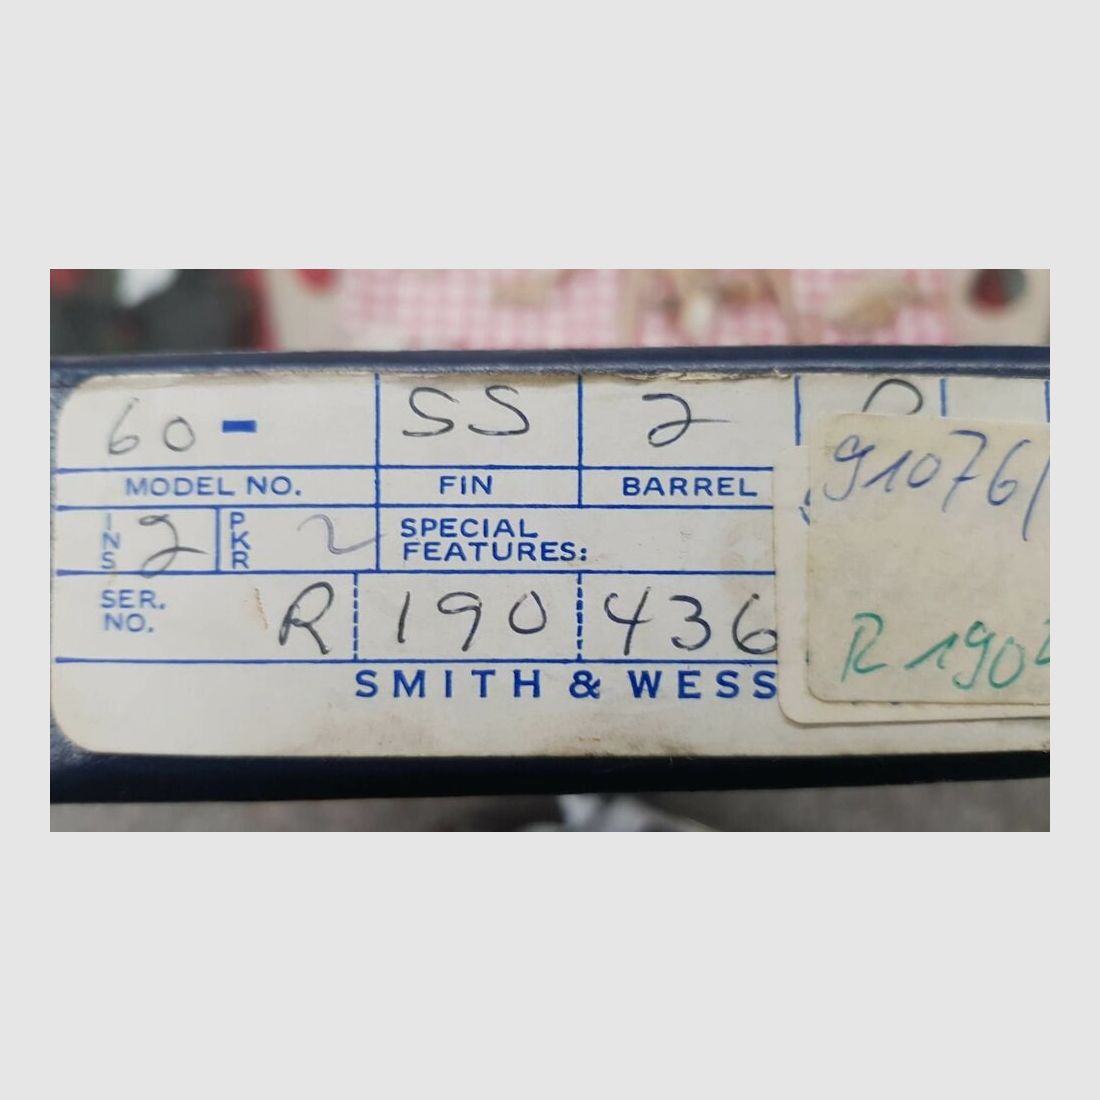 60- SS 2
MODEL NO. FIN BARREL
INS 2 PKR 2 SPECIAL
FEATURES:
SER.
NO. R 190 436
SMITH & WESS
910761
R 190